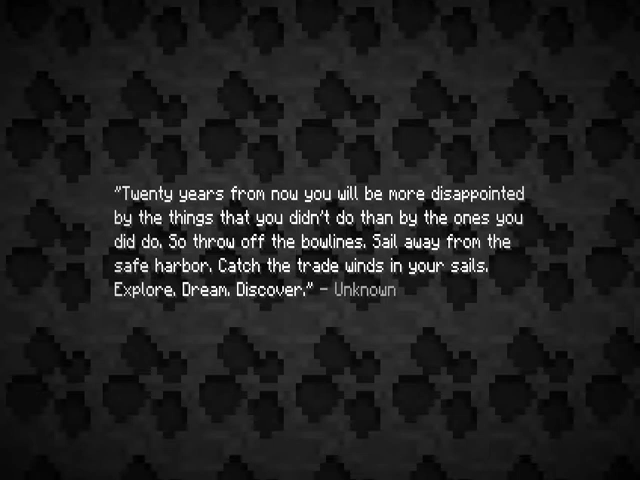 "Twenty years from now you will be more disappointed
by the things that you didn't do than by the ones you
did do. So throw off the bowlines. Sail away from the
safe harbor. Catch the trade winds in your sails.
Explore. Dream. Discover." - Unknown